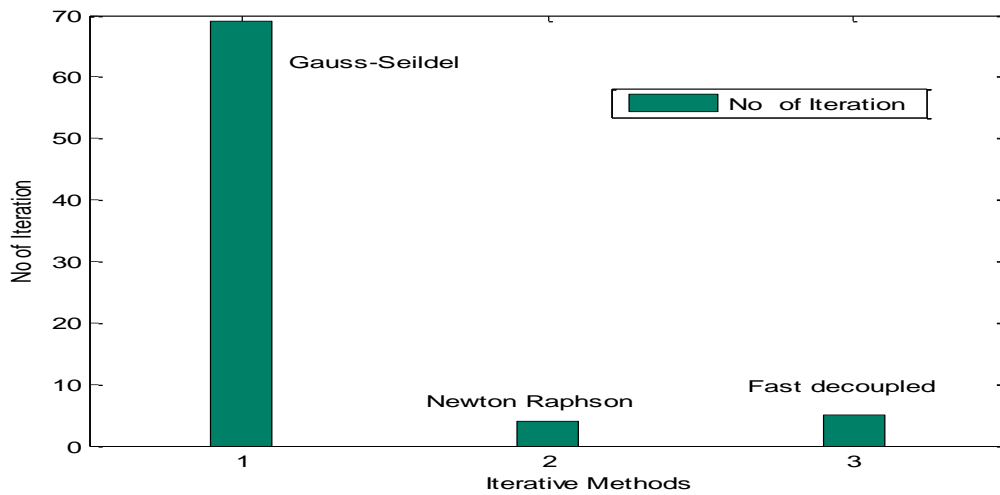 70
60
50
40
30
20
10
0
No of Iteration
Gauss-Seildel
No of Iteration
Newton Raphson
Fast decoupled
1 2 3
Iterative Methods